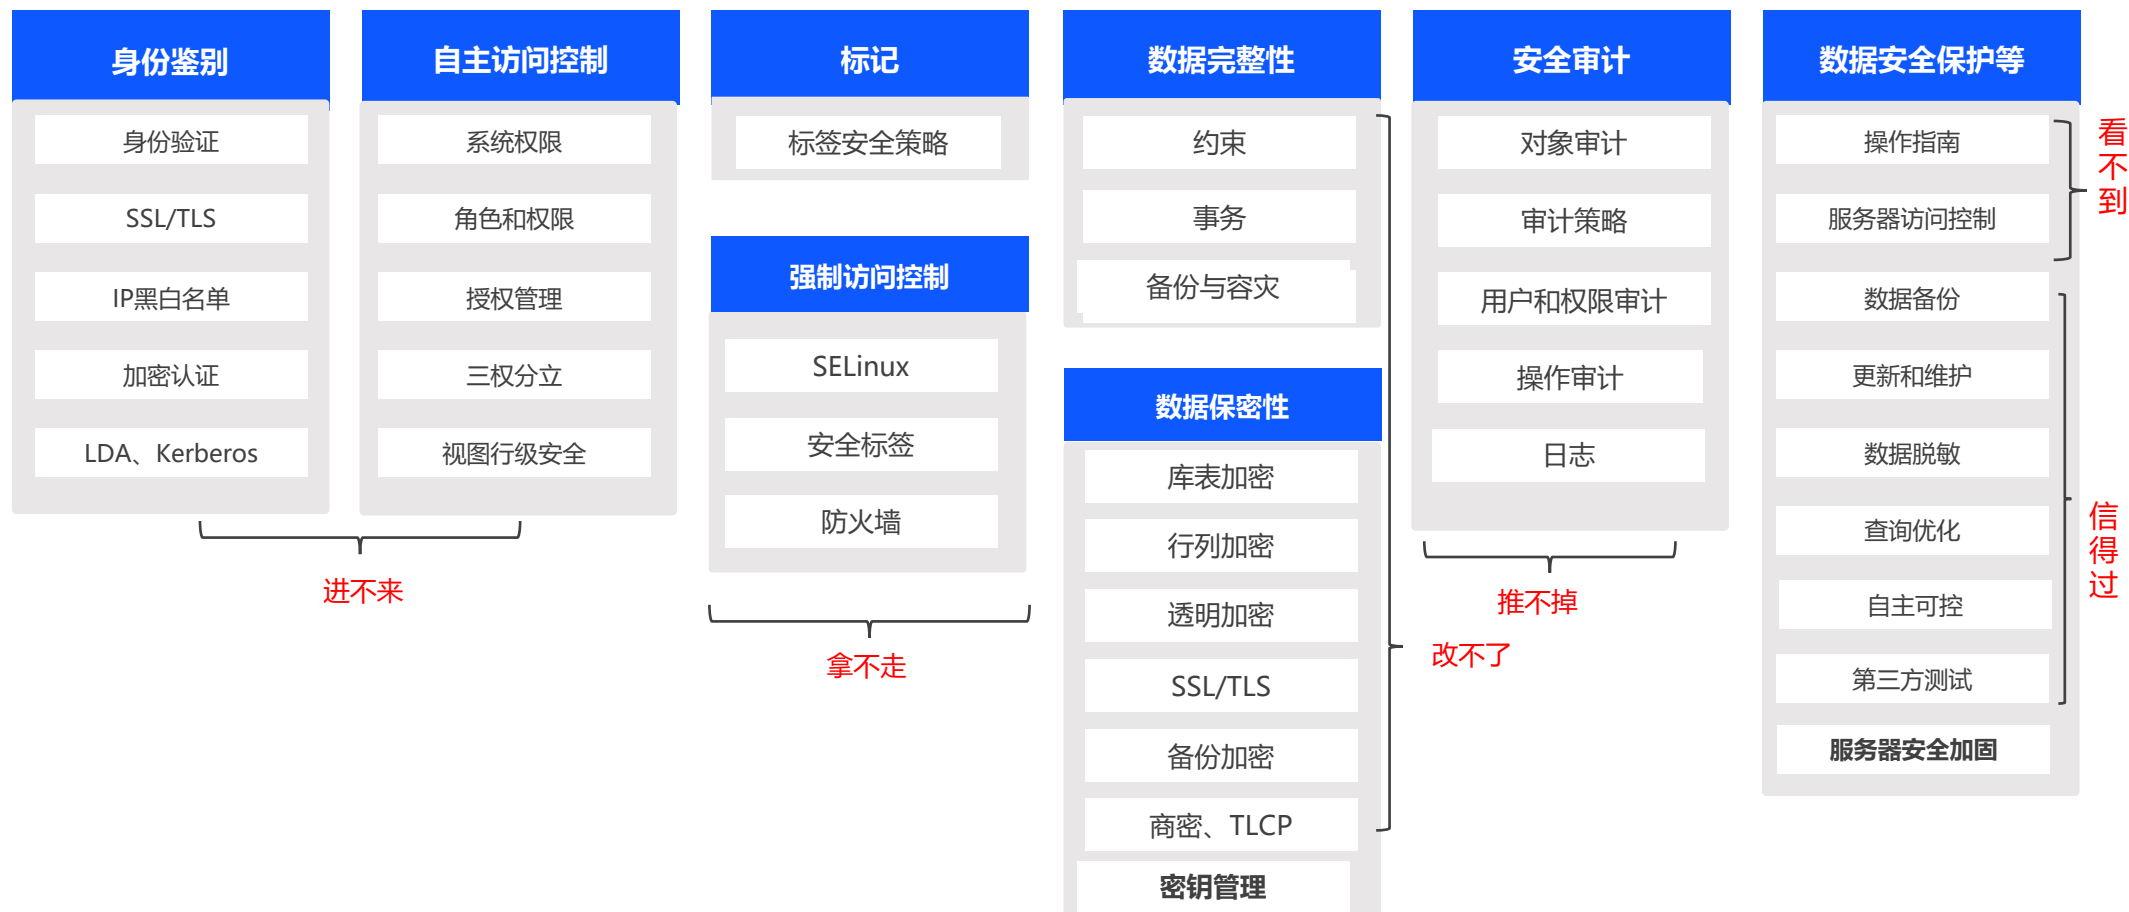 身份鉴别
身份验证
SSL/TLS
IP黑白名单
加密认证
LDA、Kerberos
自主访问控制
系统权限
角色和权限
授权管理
三权分立
视图行级安全
进不来
标记
标签安全策略
强制访问控制
SELinux
安全标签
防火墙
拿不走
数据完整性
约束
事务
备份与容灾
数据保密性
库表加密
行列加密
透明加密
SSL/TLS
备份加密
商密、TLCP
密钥管理
改不了
安全审计
对象审计
审计策略
用户和权限审计
操作审计
日志
推不掉
数据安全保护等
操作指南
服务器访问控制
看不到
数据备份
更新和维护
数据脱敏
查询优化
自主可控
第三方测试
信得过
服务器安全加固